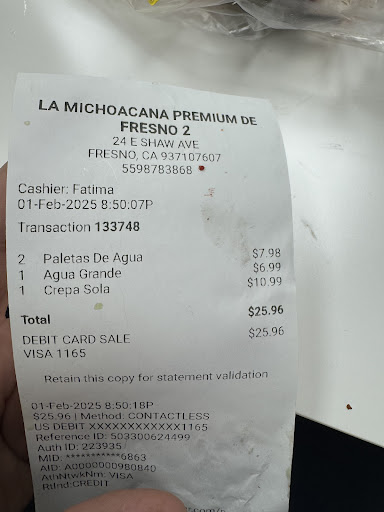 LA MICHOACANA PREMIUM DE
FRESNO 2
24 E SHAW AVE
FRESNO, CA 937107607
5598783868
Cashier: Fatima
01-Feb-2025 8:50:07P
Transaction 133748
2 Paletas De Agua $7.98
1 Agua Grande $6.99
1 Crepa Sola $10.99
Total $25.96
DEBIT CARD SALE $25.96
VISA 1165
Retain this copy for statement validation
01-Feb-2025 8:50:18P
$25.96 | Method: CONTACTLESS
US DEBIT XXXXXXXXXXXX1165
Reference ID: 503300624499
Auth ID: 223935
MID: **********6863
AID: A0000000980840
AthNtwkNm: VISA
RtInd:CREDIT